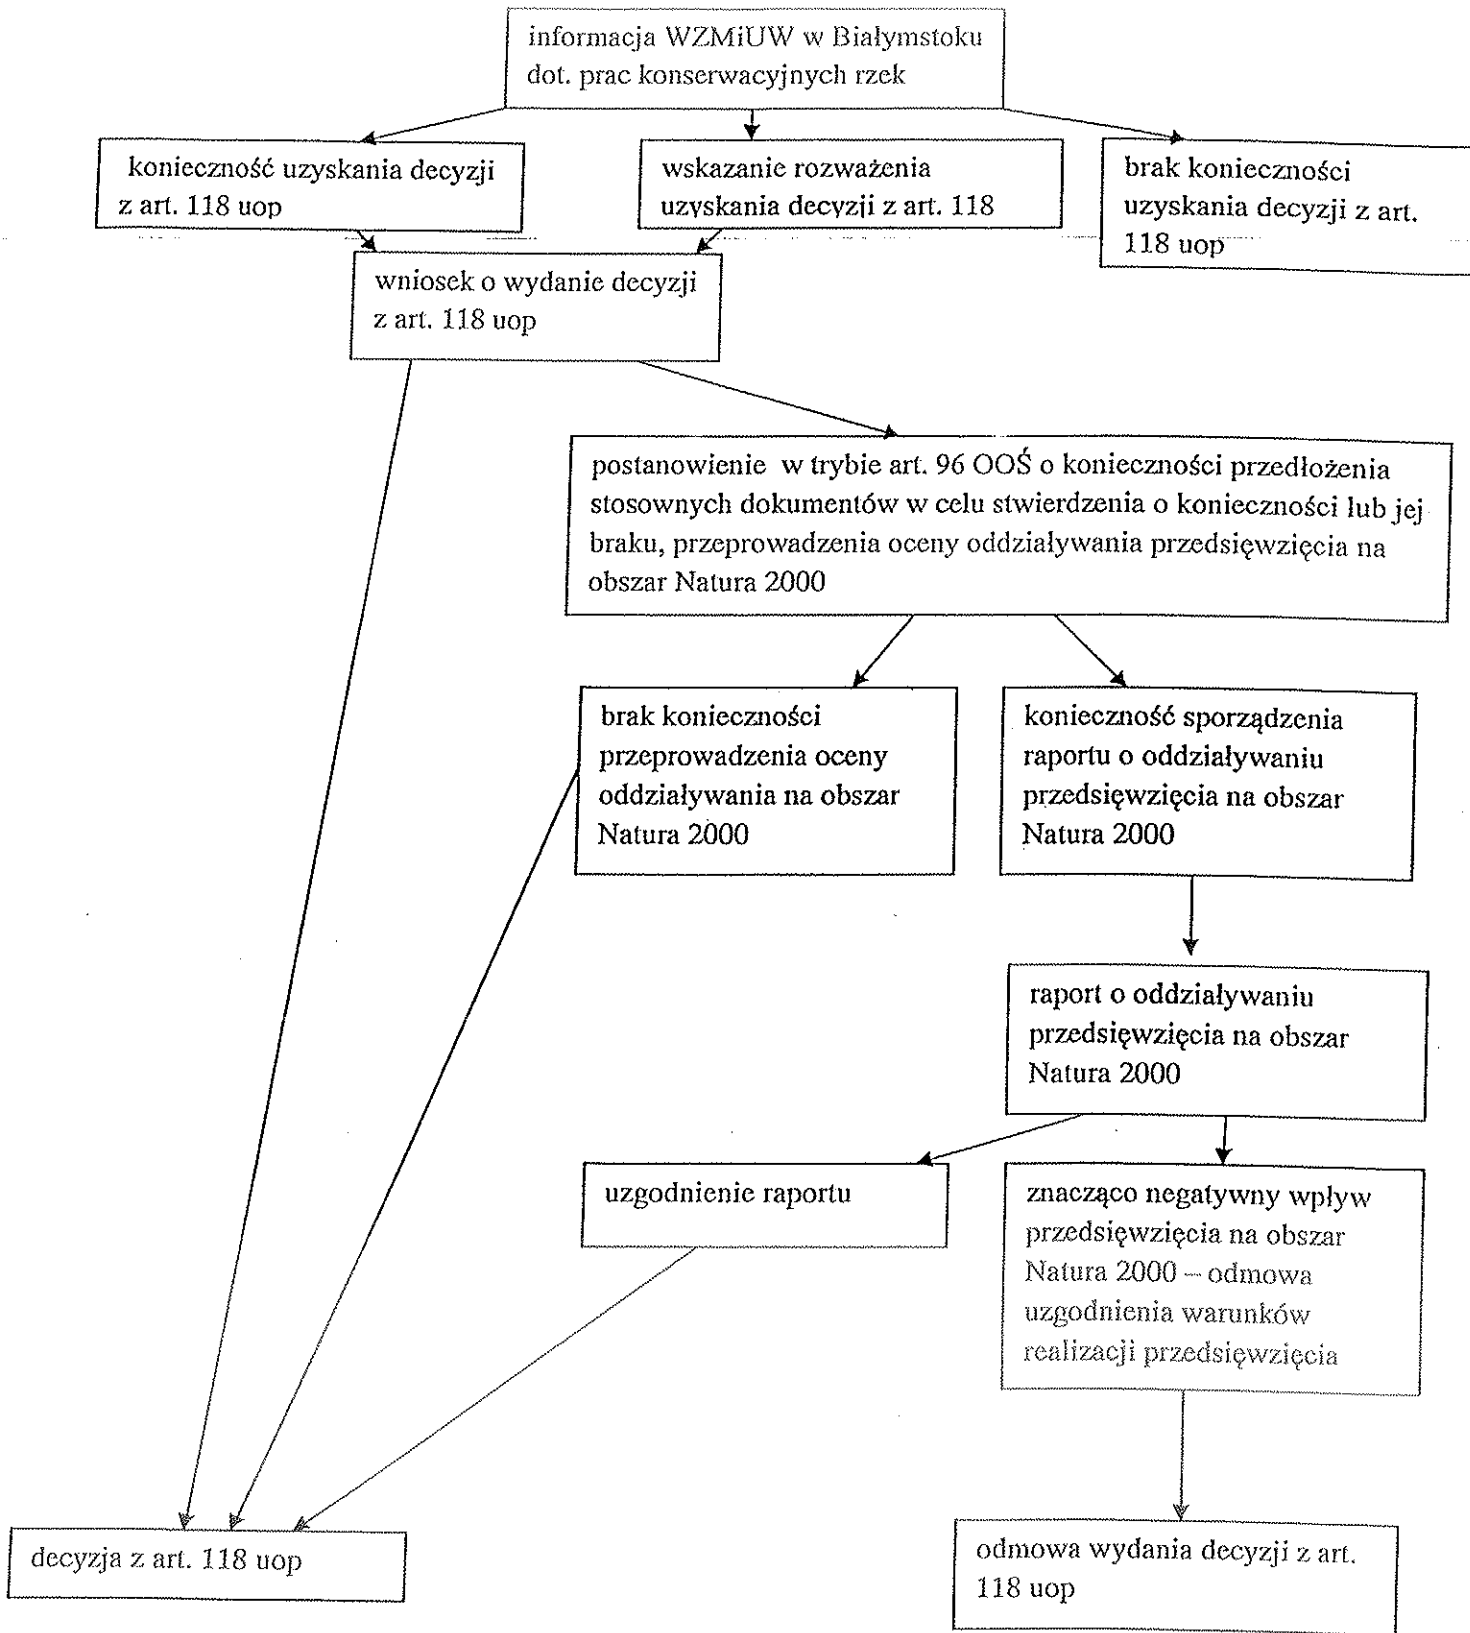 informacja WZMiUW w Białymstoku
dot. prac konserwacyjnych rzek
konieczność uzyskania decyzji
z art. 118 uop
wskazanie rozważenia
uzyskania decyzji z art. 118
brak konieczności
uzyskania decyzji z art.
118 uop
wniosek o wydanie decyzji
z art. 118 uop
postanowienie w trybie art. 96 OOŚ o konieczności przedłożenia
stosownych dokumentów w celu stwierdzenia o konieczności lub jej
braku, przeprowadzenia oceny oddziaływania przedsięwzięcia na
obszar Natura 2000
brak konieczności
przeprowadzenia oceny
oddziaływania na obszar
Natura 2000
konieczność sporządzenia
raportu o oddziaływaniu
przedsięwzięcia na obszar
Natura 2000
raport o oddziaływaniu
przedsięwzięcia na obszar
Natura 2000
uzgodnienie raportu
znacząco negatywny wpływ
przedsięwzięcia na obszar
Natura 2000 – odmowa
uzgodnienia warunków
realizacji przedsięwzięcia
decyzja z art. 118 uop
odmowa wydania decyzji z art.
118 uop